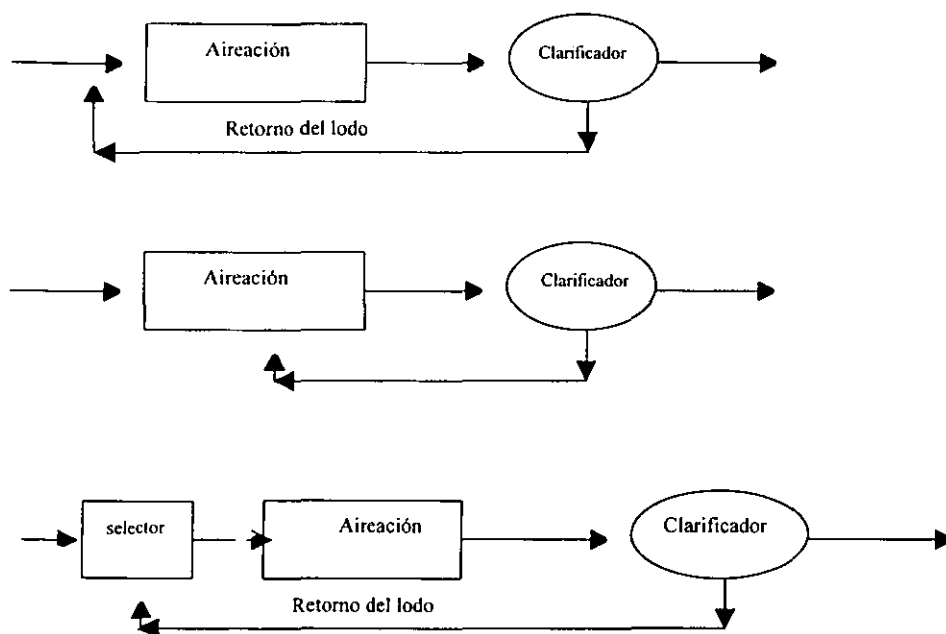 Aireación
Clarificador
Retorno del lodo
Aireación
Clarificador
selector
Aireación
Clarificador
Retorno del lodo